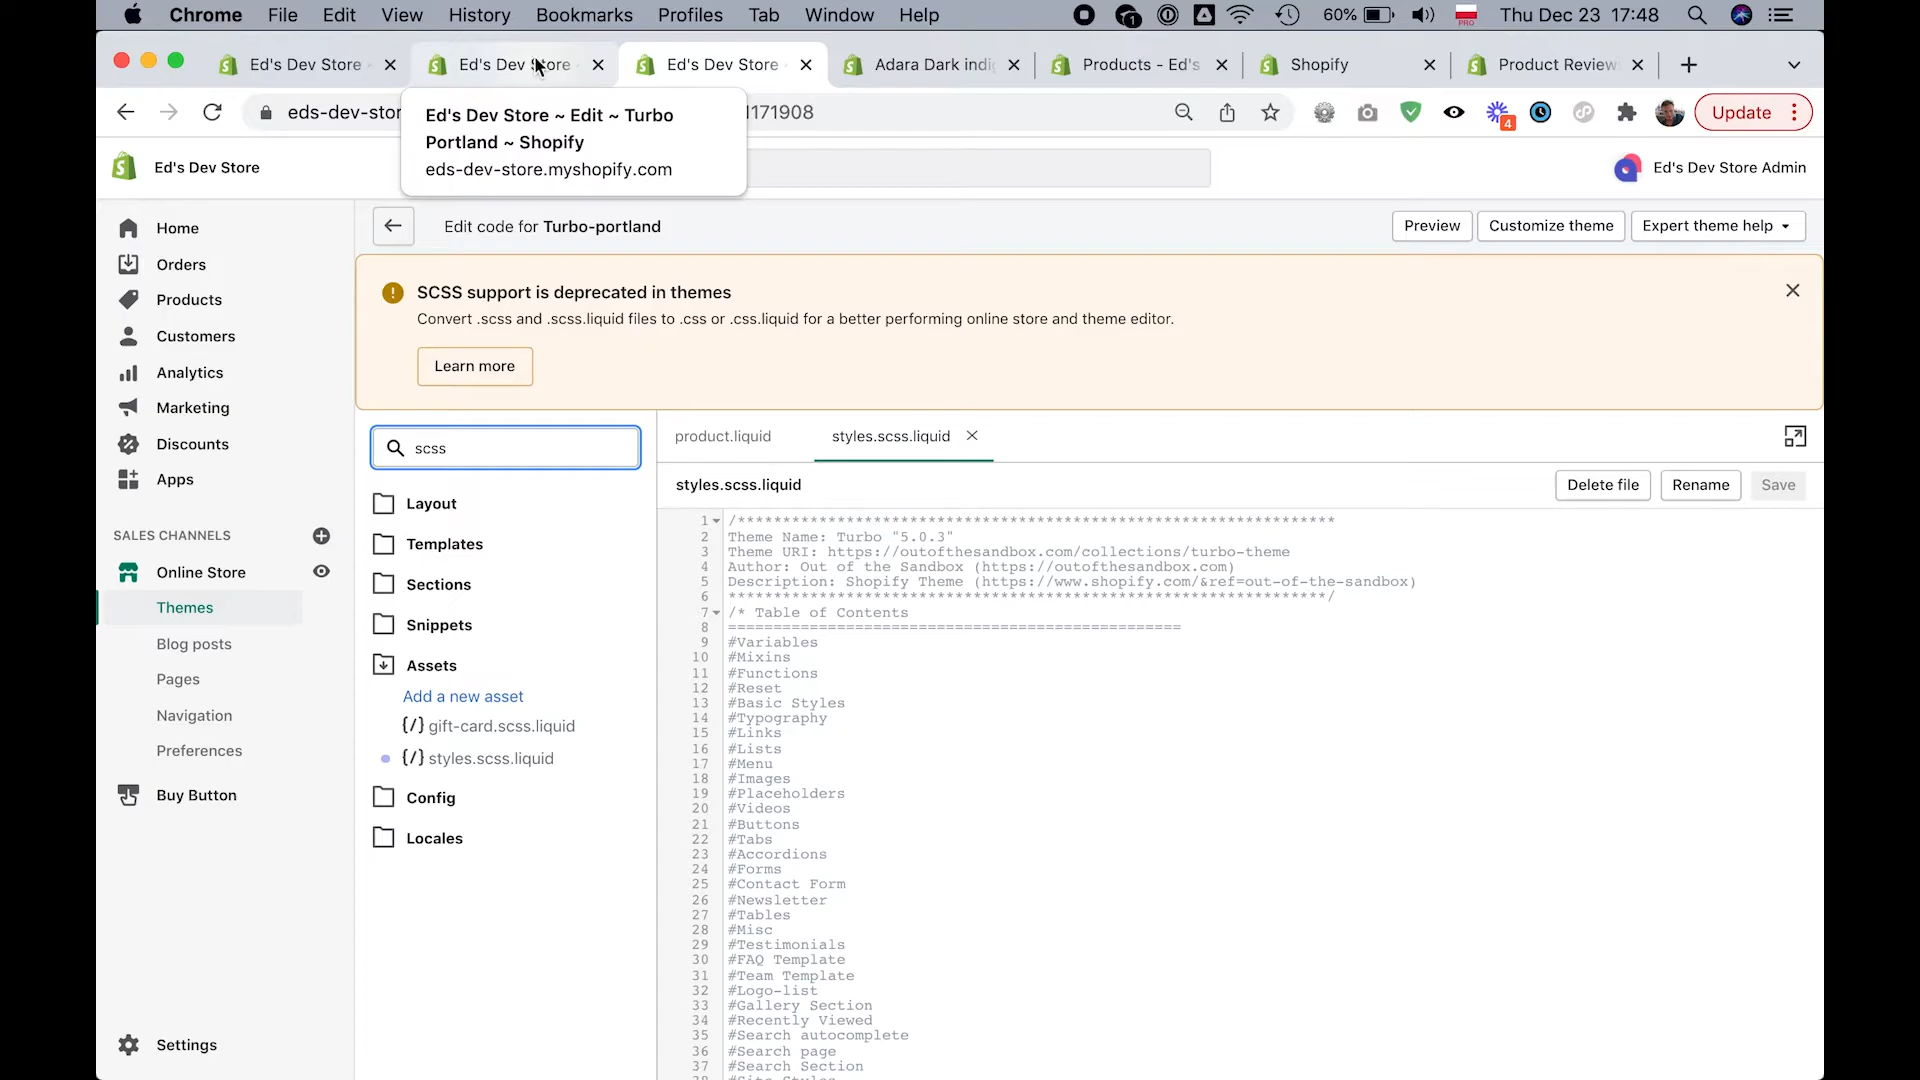 Chrome File Edit View History Bookmarks Profiles Tab Window Help 1 60% PRO Thu Dec 23 17:48
Ed's Dev Store Ed's Dev Store Ed's Dev Store Adara Dark indi Products - Ed's Shopify Product Review
eds-dev-stor 1171908 4 Update
Ed's Dev Store ~ Edit ~ Turbo
Portland ~ Shopify
eds-dev-store.myshopify.com
Ed's Dev Store
Ed's Dev Store Admin
Home
Orders
Products
Customers
Analytics
Marketing
Discounts
Apps
SALES CHANNELS
Online Store
Themes
Blog posts
Pages
Navigation
Preferences
Buy Button
Settings
Edit code for Turbo-portland
Preview
Customize theme
Expert theme help
SCSS support is deprecated in themes
Convert .scss and .scss.liquid files to .css or .css.liquid for a better performing online store and theme editor.
Learn more
scss
Layout
Templates
Sections
Snippets
Assets
Add a new asset
{/} gift-card.scss.liquid
{/} styles.scss.liquid
Config
Locales
product.liquid
styles.scss.liquid
styles.scss.liquid
Delete file
Rename
Save
1 /******************************************************************
2 Theme Name: Turbo "5.0.3"
3 Theme URI: https://outofthesandbox.com/collections/turbo-theme
4 Author: Out of the Sandbox (https://outofthesandbox.com)
5 Description: Shopify Theme (https://www.shopify.com/&ref=out-of-the-sandbox)
6 ******************************************************************/
7 /* Table of Contents
8 ==================================================
9 #Variables
10 #Mixins
11 #Functions
12 #Reset
13 #Basic Styles
14 #Typography
15 #Links
16 #Lists
17 #Menu
18 #Images
19 #Placeholders
20 #Videos
21 #Buttons
22 #Tabs
23 #Accordions
24 #Forms
25 #Contact Form
26 #Newsletter
27 #Tables
28 #Misc
29 #Testimonials
30 #FAQ Template
31 #Team Template
32 #Logo-list
33 #Gallery Section
34 #Recently Viewed
35 #Search autocomplete
36 #Search page
37 #Search Section